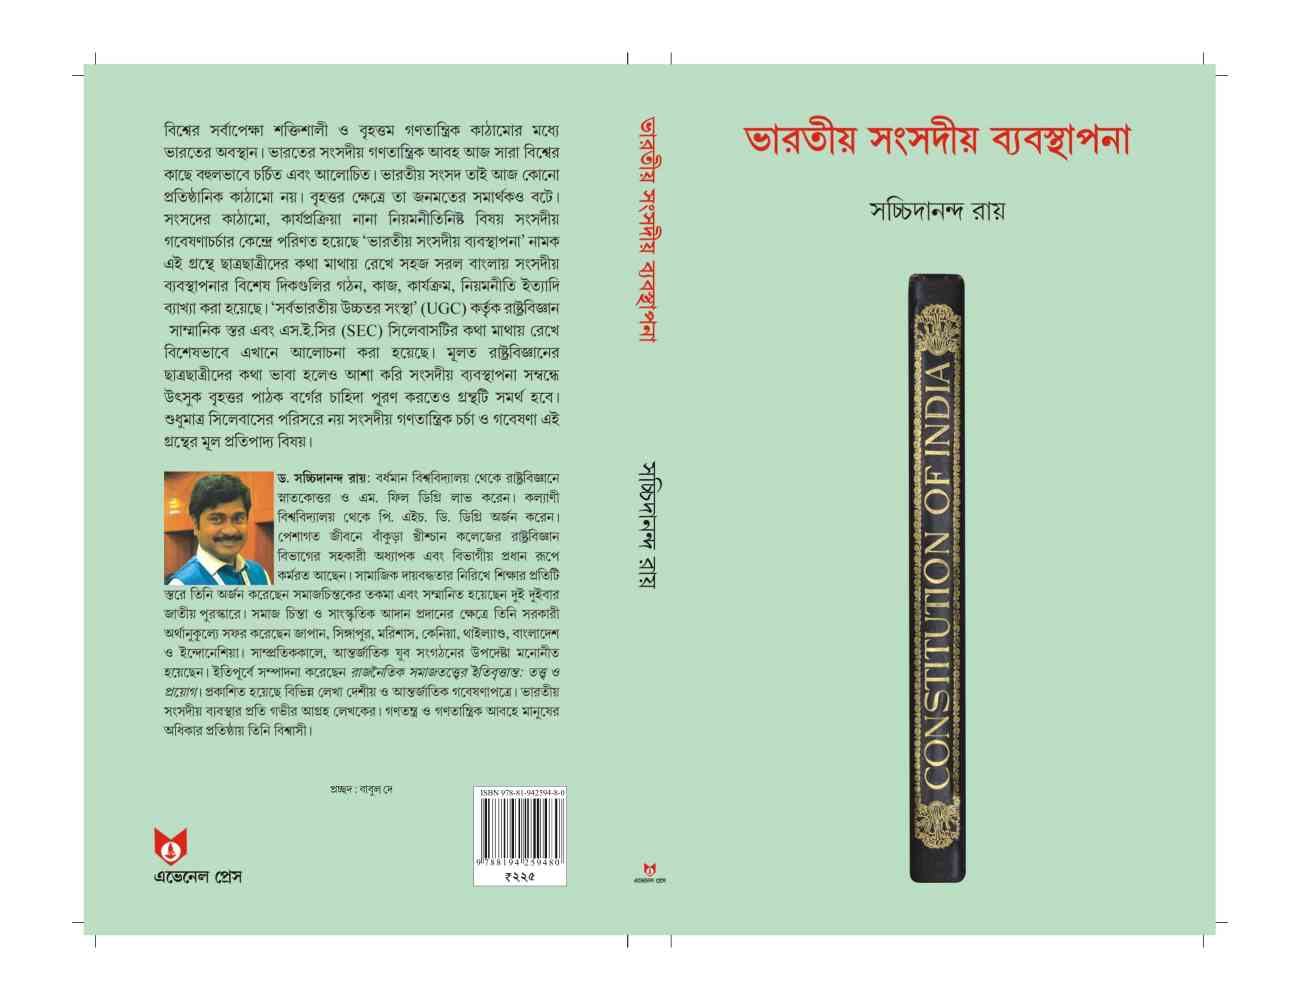 বিশ্বের সর্বাপেক্ষা শক্তিশালী ও বৃহত্তম গণতান্ত্রিক কাঠামোর মধ্যে
ভারতের অবস্থান। ভারতের সংসদীয় গণতান্ত্রিক আবহ আজ সারা বিশ্বের
কাছে বহুলভাবে চর্চিত এবং আলোচিত। ভারতীয় সংসদ তাই আজ কোনো
প্রতিষ্ঠানিক কাঠামো নয়। বৃহত্তর ক্ষেত্রে তা জনমতের সমার্থকও বটে।
সংসদের কাঠামো, কার্যপ্রক্রিয়া নানা নিয়মনীতিনিষ্ট বিষয় সংসদীয়
গবেষণাচর্চার কেন্দ্রে পরিণত হয়েছে ‘ভারতীয় সংসদীয় ব্যবস্থাপনা’ নামক
এই গ্রন্থে ছাত্রছাত্রীদের কথা মাথায় রেখে সহজ সরল বাংলায় সংসদীয়
ব্যবস্থাপনার বিশেষ দিকগুলির গঠন, কাজ, কার্যক্রম, নিয়মনীতি ইত্যাদি
ব্যাখ্যা করা হয়েছে। ‘সর্বভারতীয় উচ্চতর সংস্থা’ (UGC) কর্তৃক রাষ্ট্রবিজ্ঞান
সাম্মানিক স্তর এবং এস.ই.সির (SEC) সিলেবাসটির কথা মাথায় রেখে
বিশেষভাবে এখানে আলোচনা করা হয়েছে। মূলত রাষ্ট্রবিজ্ঞানের
ছাত্রছাত্রীদের কথা ভাবা হলেও আশা করি সংসদীয় ব্যবস্থাপনা সম্বন্ধে
উৎসুক বৃহত্তর পাঠক বর্গের চাহিদা পূরণ করতেও গ্রন্থটি সমর্থ হবে।
শুধুমাত্র সিলেবাসের পরিসরে নয় সংসদীয় গণতান্ত্রিক চর্চা ও গবেষণা এই
গ্রন্থের মূল প্রতিপাদ্য বিষয়।
ড. সচ্চিদানন্দ রায়: বর্ধমান বিশ্ববিদ্যালয় থেকে রাষ্ট্রবিজ্ঞানে
স্নাতকোত্তর ও এম. ফিল ডিগ্রি লাভ করেন। কল্যাণী
বিশ্ববিদ্যালয় থেকে পি. এইচ. ডি. ডিগ্রি অর্জন করেন।
পেশাগত জীবনে বাঁকুড়া খ্রীশ্চান কলেজের রাষ্ট্রবিজ্ঞান
বিভাগের সহকারী অধ্যাপক এবং বিভাগীয় প্রধান রূপে
কর্মরত আছেন। সামাজিক দায়বদ্ধতার নিরিখে শিক্ষার প্রতিটি
স্তরে তিনি অর্জন করেছেন সমাজচিন্তকের তকমা এবং সম্মানিত হয়েছেন দুই দুইবার
জাতীয় পুরস্কারে। সমাজ চিন্তা ও সাংস্কৃতিক আদান প্রদানের ক্ষেত্রে তিনি সরকারী
অর্থানুকূল্যে সফর করেছেন জাপান, সিঙ্গাপুর, মরিশাস, কেনিয়া, থাইল্যাণ্ড, বাংলাদেশ
ও ইন্দোনেশিয়া। সাম্প্রতিককালে, আন্তর্জাতিক যুব সংগঠনের উপদেষ্টা মনোনীত
হয়েছেন। ইতিপূর্বে সম্পাদনা করেছেন রাজনৈতিক সমাজতত্ত্বের ইতিবৃত্তান্ত: তত্ত্ব ও
প্রয়োগ। প্রকাশিত হয়েছে বিভিন্ন লেখা দেশীয় ও আন্তর্জাতিক গবেষণাপত্রে। ভারতীয়
সংসদীয় ব্যবস্থার প্রতি গভীর আগ্রহ লেখকের। গণতন্ত্র ও গণতান্ত্রিক আবহে মানুষের
অধিকার প্রতিষ্ঠায় তিনি বিশ্বাসী।
প্রচ্ছদ : বাবুল দে
ISBN 978-81-942594-8-0
9 788194 259480
₹২২৫
এভেনেল প্রেস
ভারতীয় সংসদীয় ব্যবস্থাপনা
সচ্চিদানন্দ রায়
এভেনেল প্রেস
ভারতীয় সংসদীয় ব্যবস্থাপনা
সচ্চিদানন্দ রায়
CONSTITUTION OF INDIA